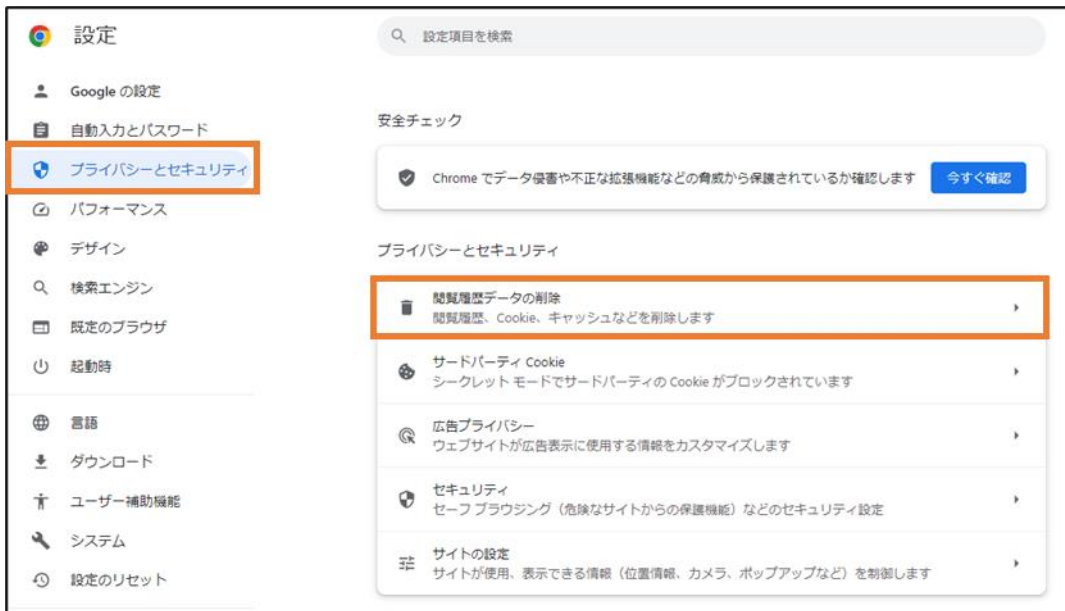 設定
設定項目を検索
Google の設定
自動入力とパスワード
プライバシーとセキュリティ
パフォーマンス
デザイン
検索エンジン
既定のブラウザ
起動時
言語
ダウンロード
ユーザー補助機能
システム
設定のリセット
安全チェック
Chrome でデータ侵害や不正な拡張機能などの脅威から保護されているか確認します
今すぐ確認
プライバシーとセキュリティ
閲覧履歴データの削除
閲覧履歴、Cookie、キャッシュなどを削除します
サードパーティ Cookie
シークレット モードでサードパーティの Cookie がブロックされています
広告プライバシー
ウェブサイトが広告表示に使用する情報をカスタマイズします
セキュリティ
セーフ ブラウジング（危険なサイトからの保護機能）などのセキュリティ設定
サイトの設定
サイトが使用、表示できる情報（位置情報、カメラ、ポップアップなど）を制御します